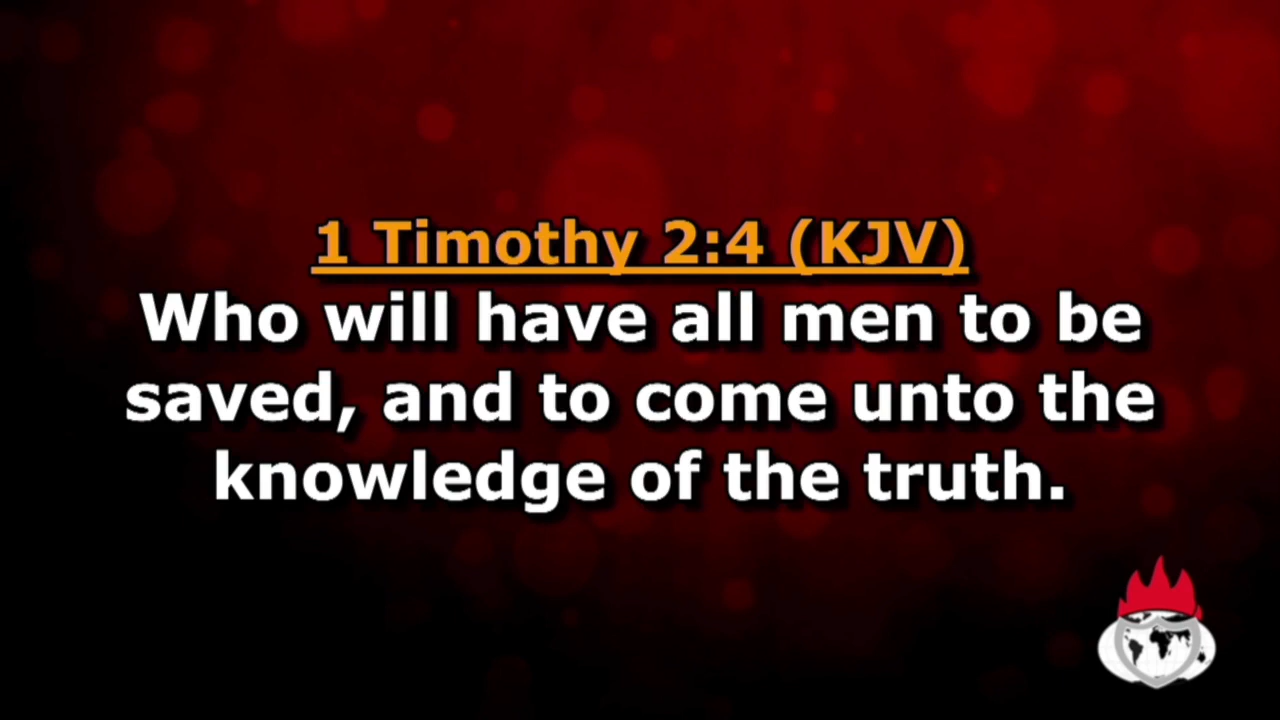 1 Timothy 2:4 (KJV)
Who will have all men to be
saved, and to come unto the
knowledge of the truth.